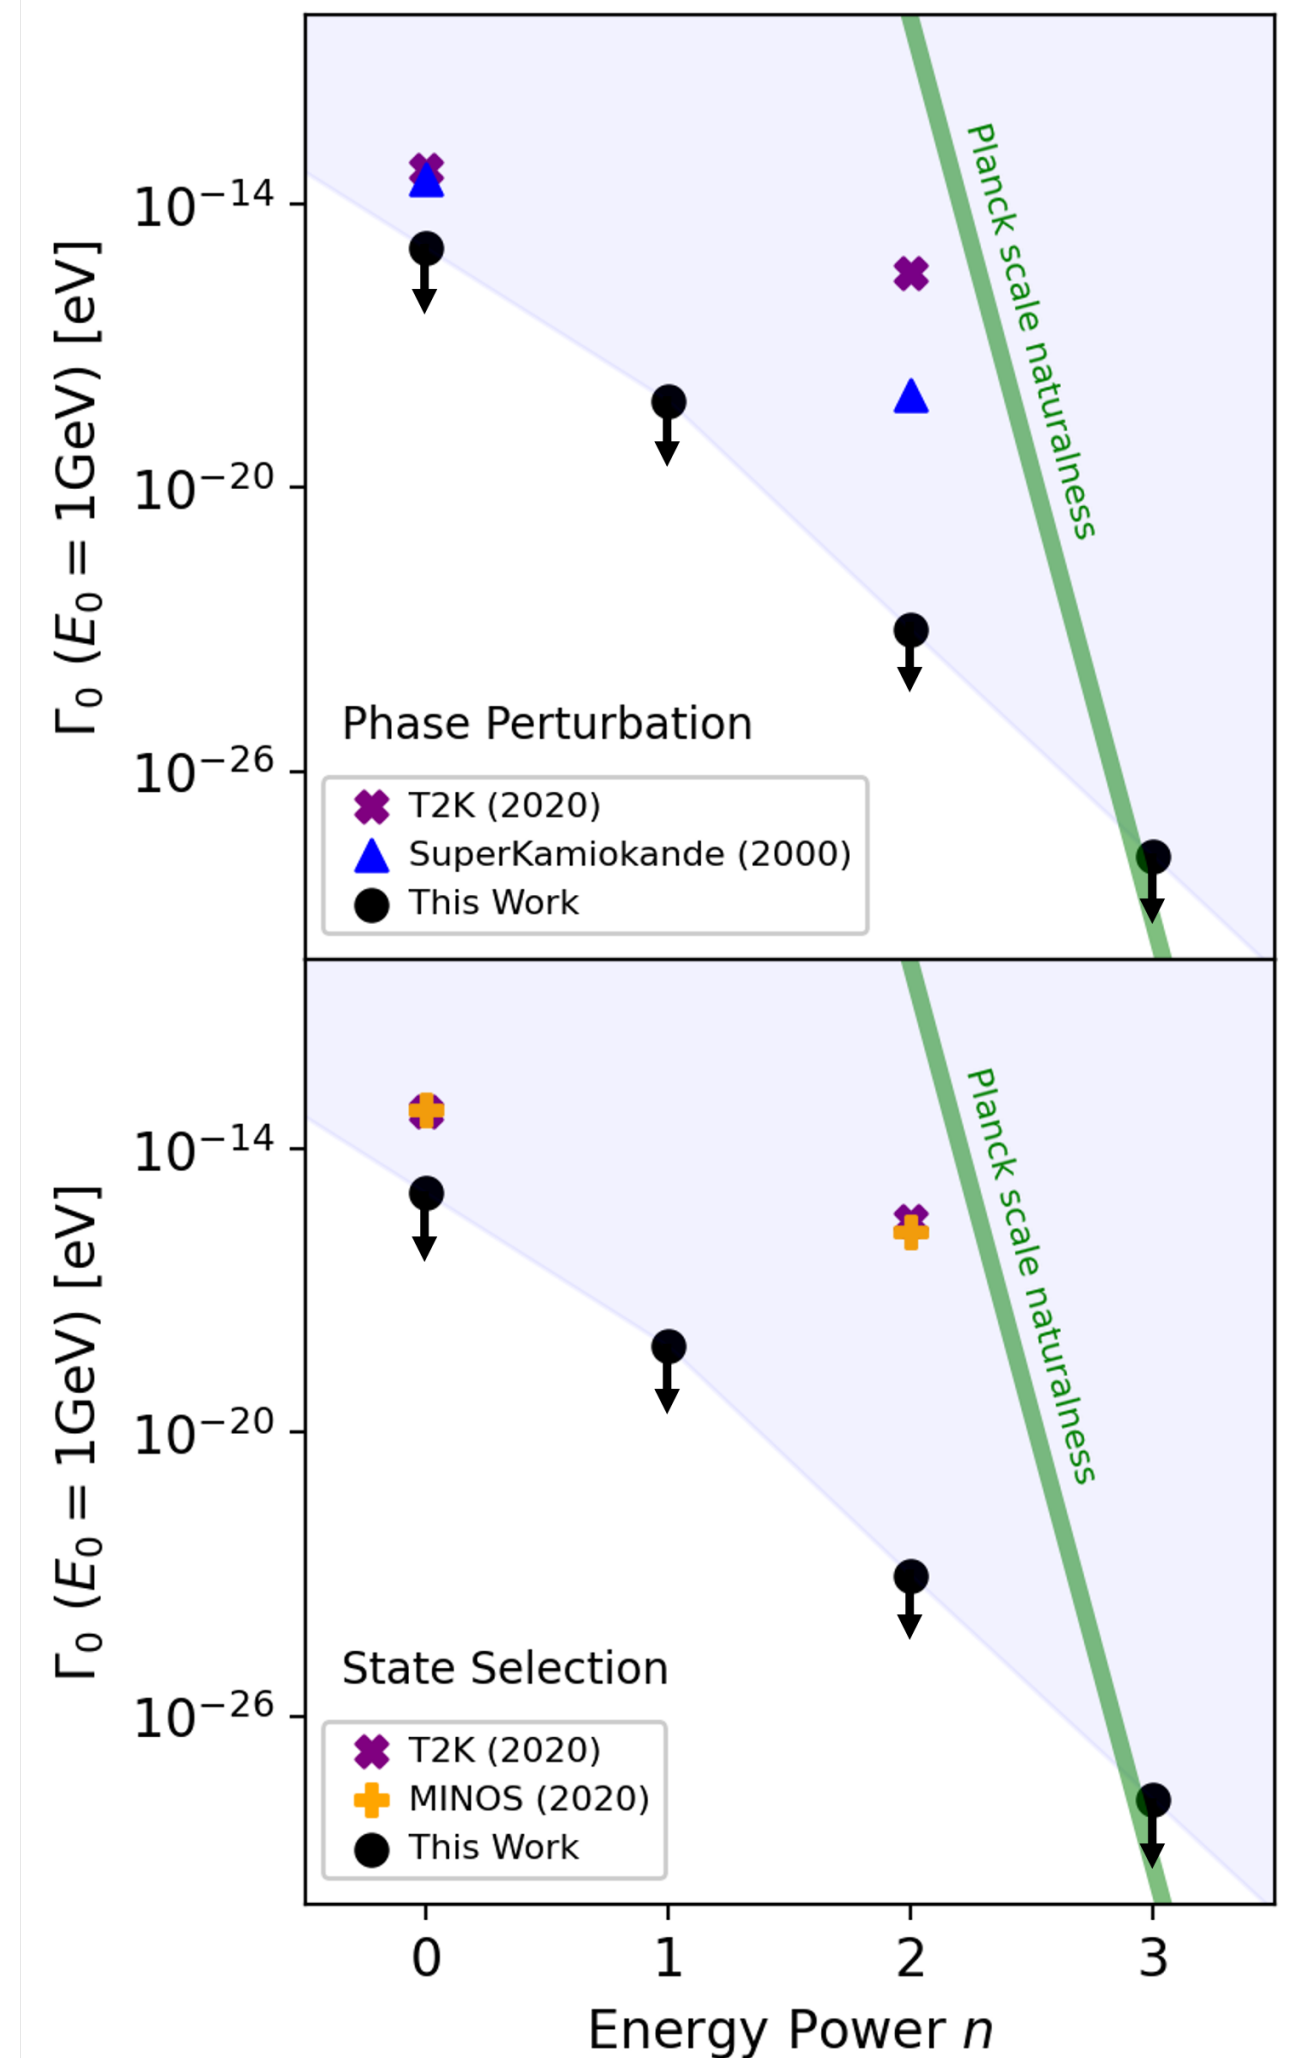 Γ₀ (E₀ = 1GeV) [eV]
10⁻¹⁴
10⁻²⁰
10⁻²⁶
Planck scale naturalness
Phase Perturbation
T2K (2020)
SuperKamiokande (2000)
This Work
Γ₀ (E₀ = 1GeV) [eV]
10⁻¹⁴
10⁻²⁰
10⁻²⁶
Planck scale naturalness
State Selection
T2K (2020)
MINOS (2020)
This Work
0 1 2 3
Energy Power n